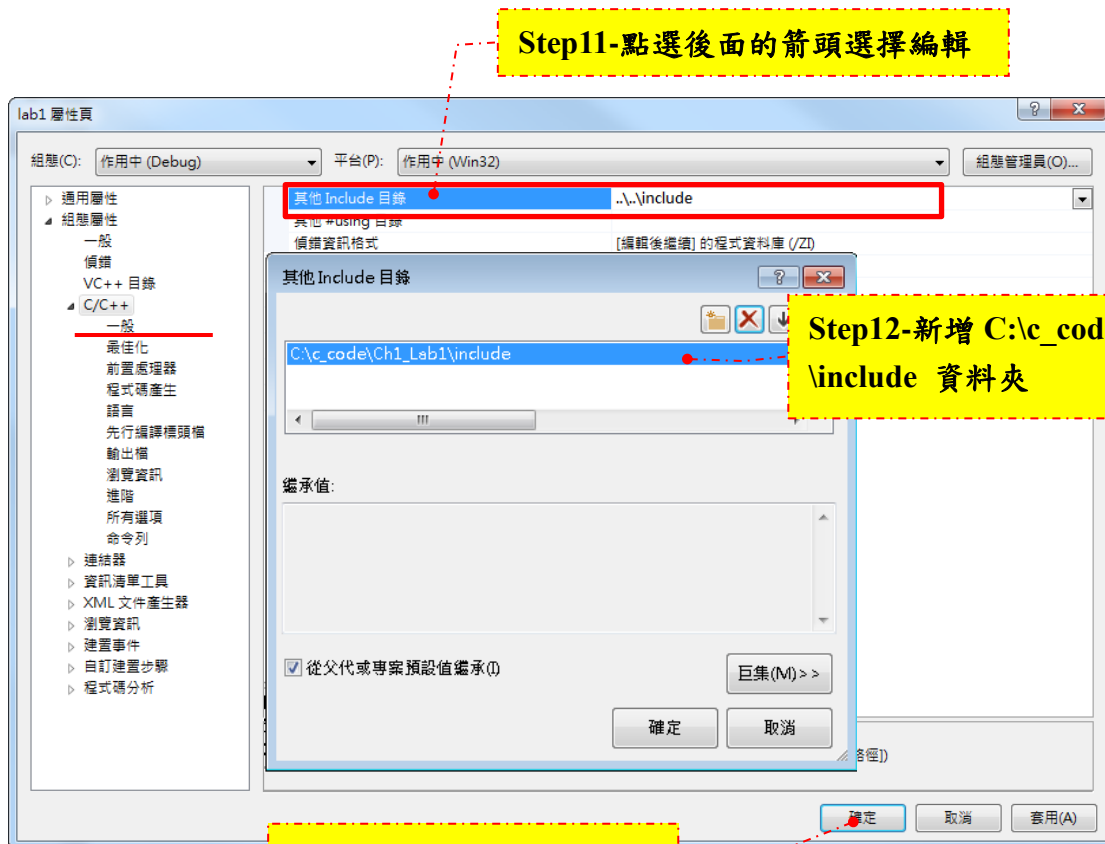 Step11-點選後面的箭頭選擇編輯
lab1 屬性頁
組態(C): 作用中 (Debug) 平台(P): 作用中 (Win32) 組態管理員(O)...
通用屬性
組態屬性
一般
偵錯
VC++ 目錄
C/C++
一般
最佳化
前置處理器
程式碼產生
語言
先行編譯標頭檔
輸出檔
瀏覽資訊
進階
所有選項
命令列
連結器
資訊清單工具
XML 文件產生器
瀏覽資訊
建置事件
自訂建置步驟
程式碼分析
其他 Include 目錄 ..\..\include
其他 #using 目錄
偵錯資訊格式 [編輯後繼續] 的程式資料庫 (/ZI)
其他 Include 目錄
C:\c_code\Ch1_Lab1\include
Step12-新增 C:\c_cod
\include 資料夾
繼承值:
從父代或專案預設值繼承(I)
巨集(M)>>
確定 取消
路徑])
確定 取消 套用(A)